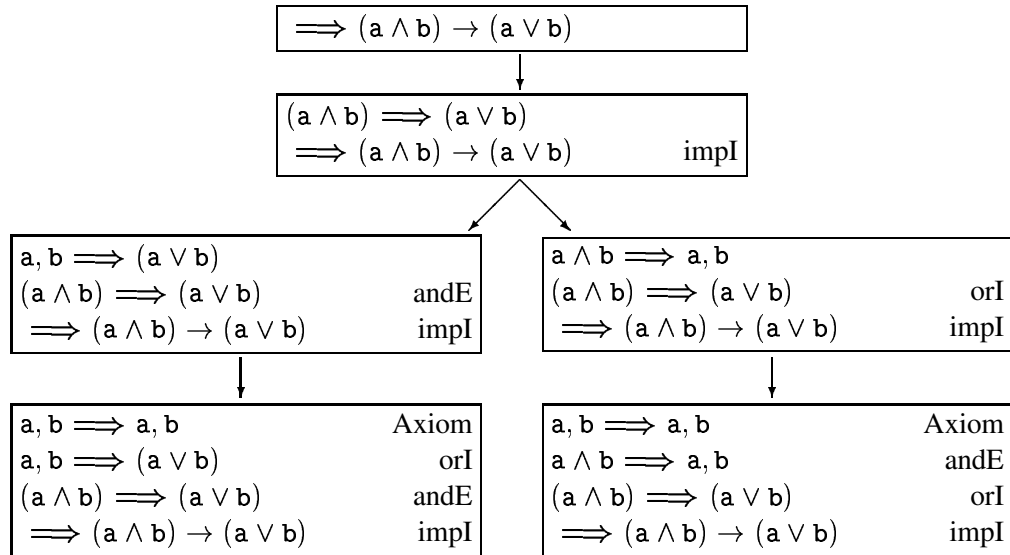 ⟹ (a ∧ b) → (a ∨ b)
(a ∧ b) ⟹ (a ∨ b)
⟹ (a ∧ b) → (a ∨ b) impI
a, b ⟹ (a ∨ b)
(a ∧ b) ⟹ (a ∨ b) andE
⟹ (a ∧ b) → (a ∨ b) impI
a ∧ b ⟹ a, b
(a ∧ b) ⟹ (a ∨ b) orI
⟹ (a ∧ b) → (a ∨ b) impI
a, b ⟹ a, b Axiom
a, b ⟹ (a ∨ b) orI
(a ∧ b) ⟹ (a ∨ b) andE
⟹ (a ∧ b) → (a ∨ b) impI
a, b ⟹ a, b Axiom
a ∧ b ⟹ a, b andE
(a ∧ b) ⟹ (a ∨ b) orI
⟹ (a ∧ b) → (a ∨ b) impI